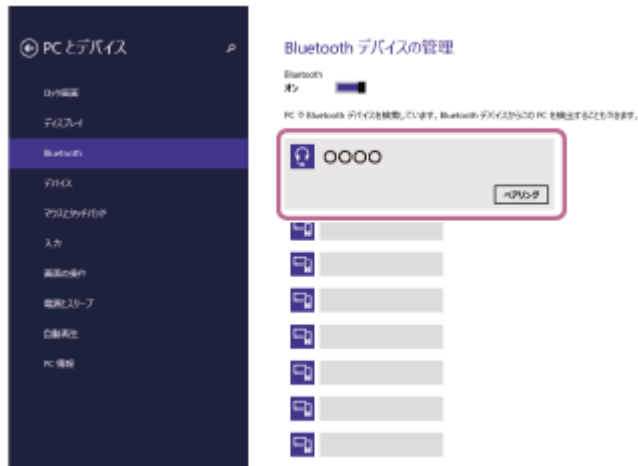 PC とデバイス
ロック画面
ディスプレイ
Bluetooth
デバイス
マウスとタッチパッド
入力
画面の操作
電源とスリープ
自動再生
PC 情報
Bluetooth デバイスの管理
Bluetooth
オン
PC で Bluetooth デバイスを検索しています。Bluetooth デバイスからこの PC を検出することもできます。
○○○○
ペアリング